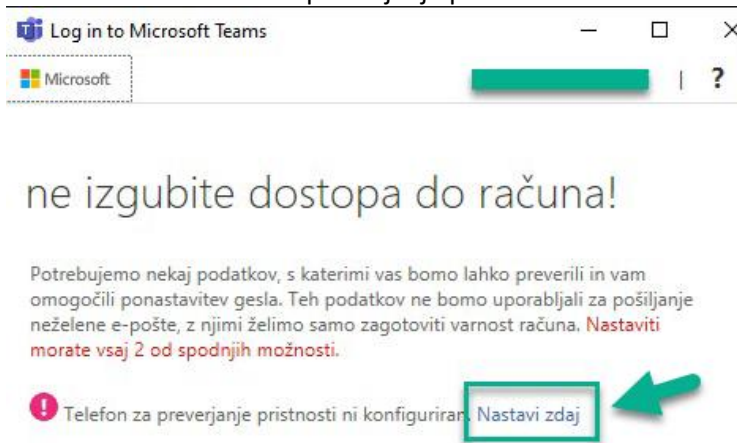 Log in to Microsoft Teams
Microsoft
| ?
ne izgubite dostopa do računa!
Potrebujemo nekaj podatkov, s katerimi vas bomo lahko preverili in vam
omogočili ponastavitev gesla. Teh podatkov ne bomo uporabljali za pošiljanje
neželene e-pošte, z njimi želimo samo zagotoviti varnost računa. Nastaviti
morate vsaj 2 od spodnjih možnosti.
Telefon za preverjanje pristnosti ni konfiguriran. Nastavi zdaj